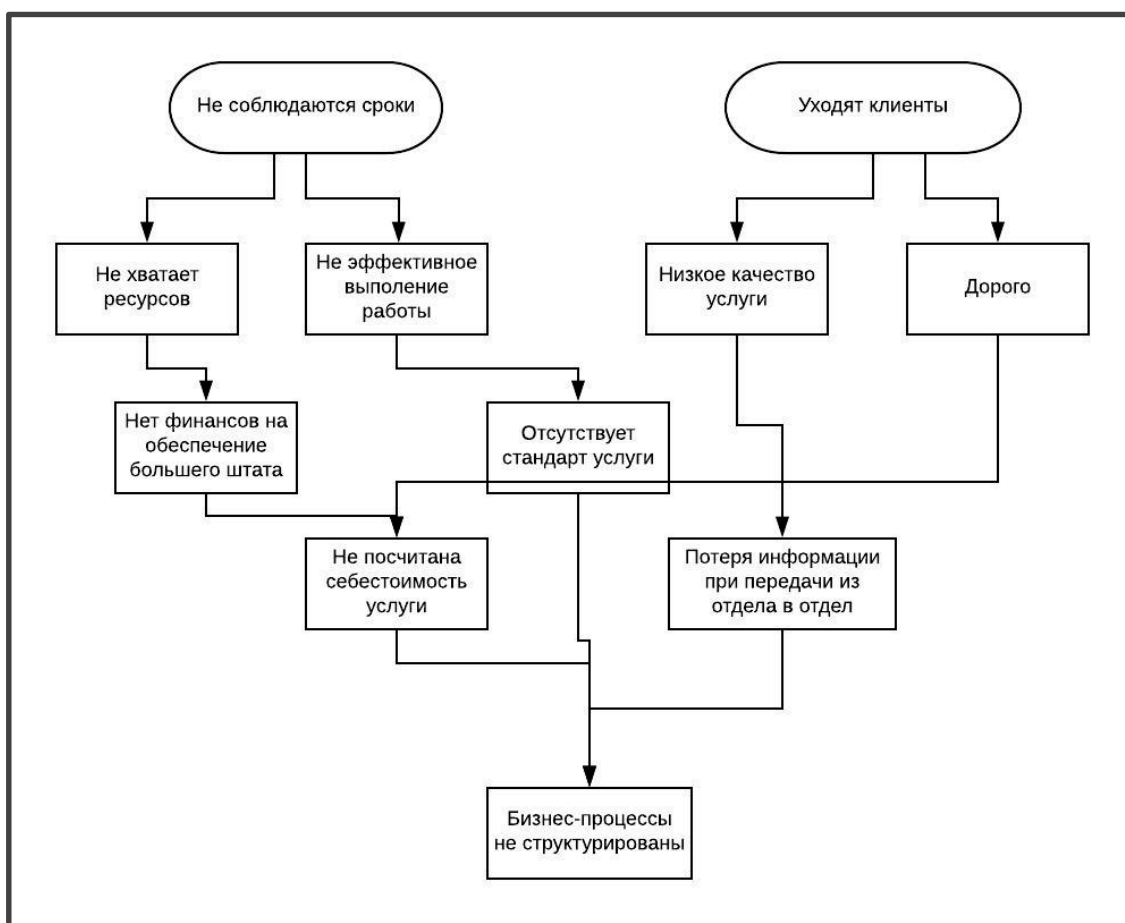 Не соблюдаются сроки
Уходят клиенты
Не хватает
ресурсов
Не эффективное
выполение
работы
Низкое качество
услуги
Дорого
Нет финансов на
обеспечение
большего штата
Отсутствует
стандарт услуги
Не посчитана
себестоимость
услуги
Потеря информации
при передачи из
отдела в отдел
Бизнес-процессы
не структурированы